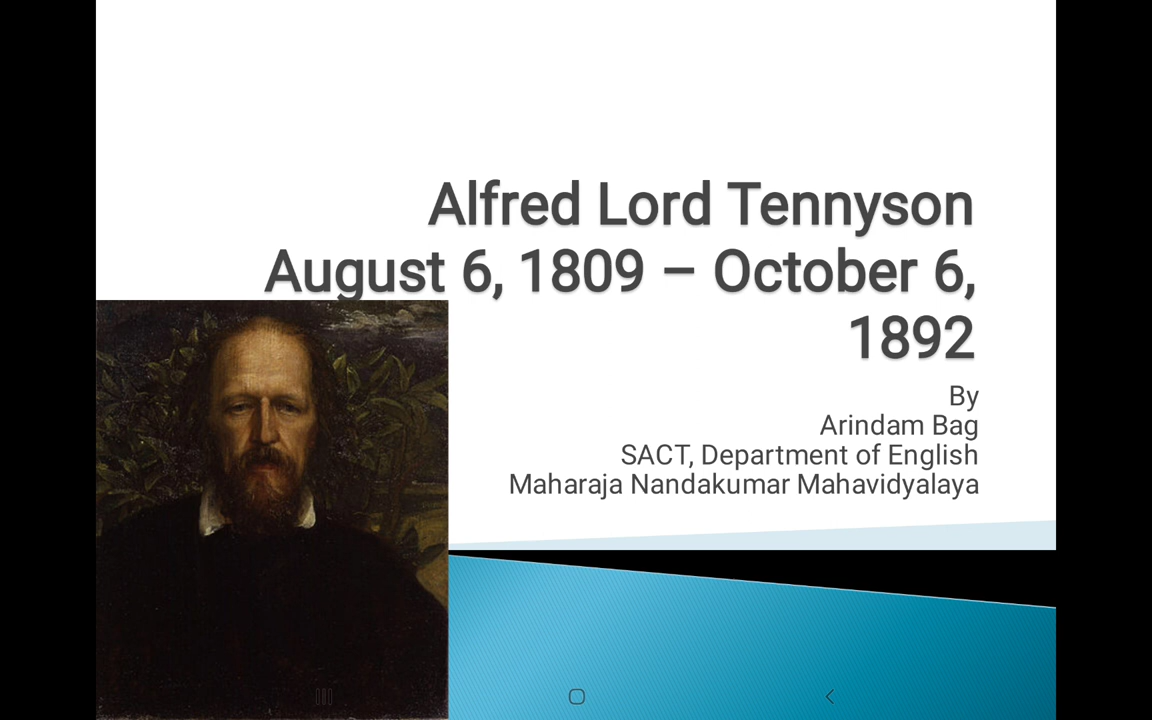 Alfred Lord Tennyson
August 6, 1809 – October 6,
1892
By
Arindam Bag
SACT, Department of English
Maharaja Nandakumar Mahavidyalaya